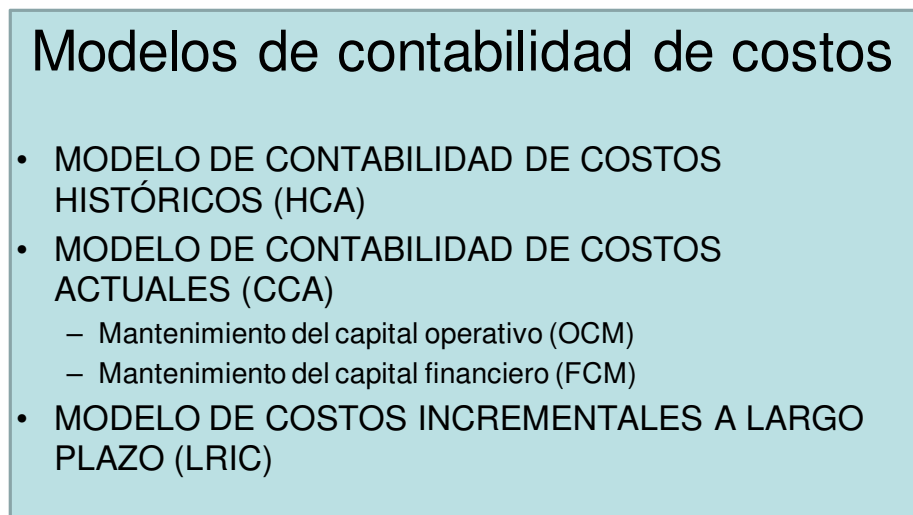 Modelos de contabilidad de costos
• MODELO DE CONTABILIDAD DE COSTOS
HISTÓRICOS (HCA)
• MODELO DE CONTABILIDAD DE COSTOS
ACTUALES (CCA)
– Mantenimiento del capital operativo (OCM)
– Mantenimiento del capital financiero (FCM)
• MODELO DE COSTOS INCREMENTALES A LARGO
PLAZO (LRIC)